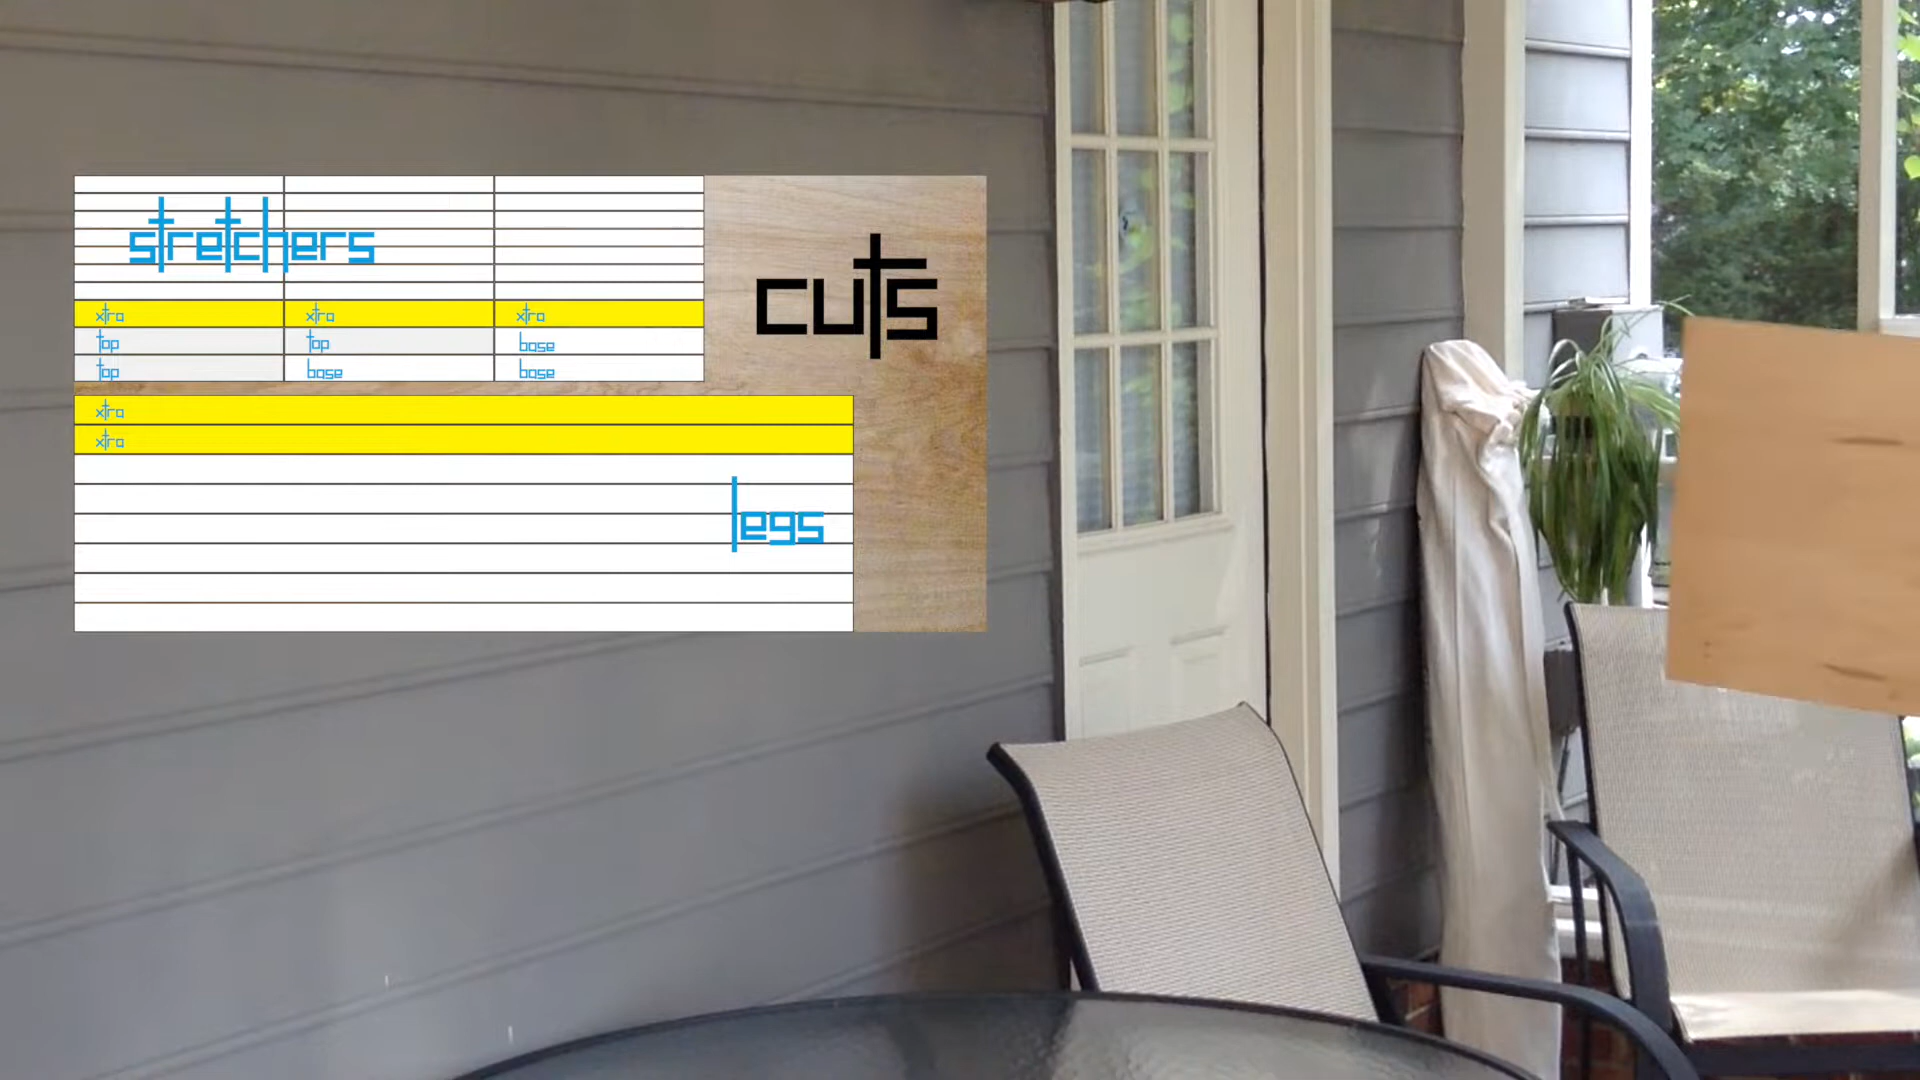 stretchers
cuts
xtra xtra xtra
top top base
top base base
xtra
xtra
legs